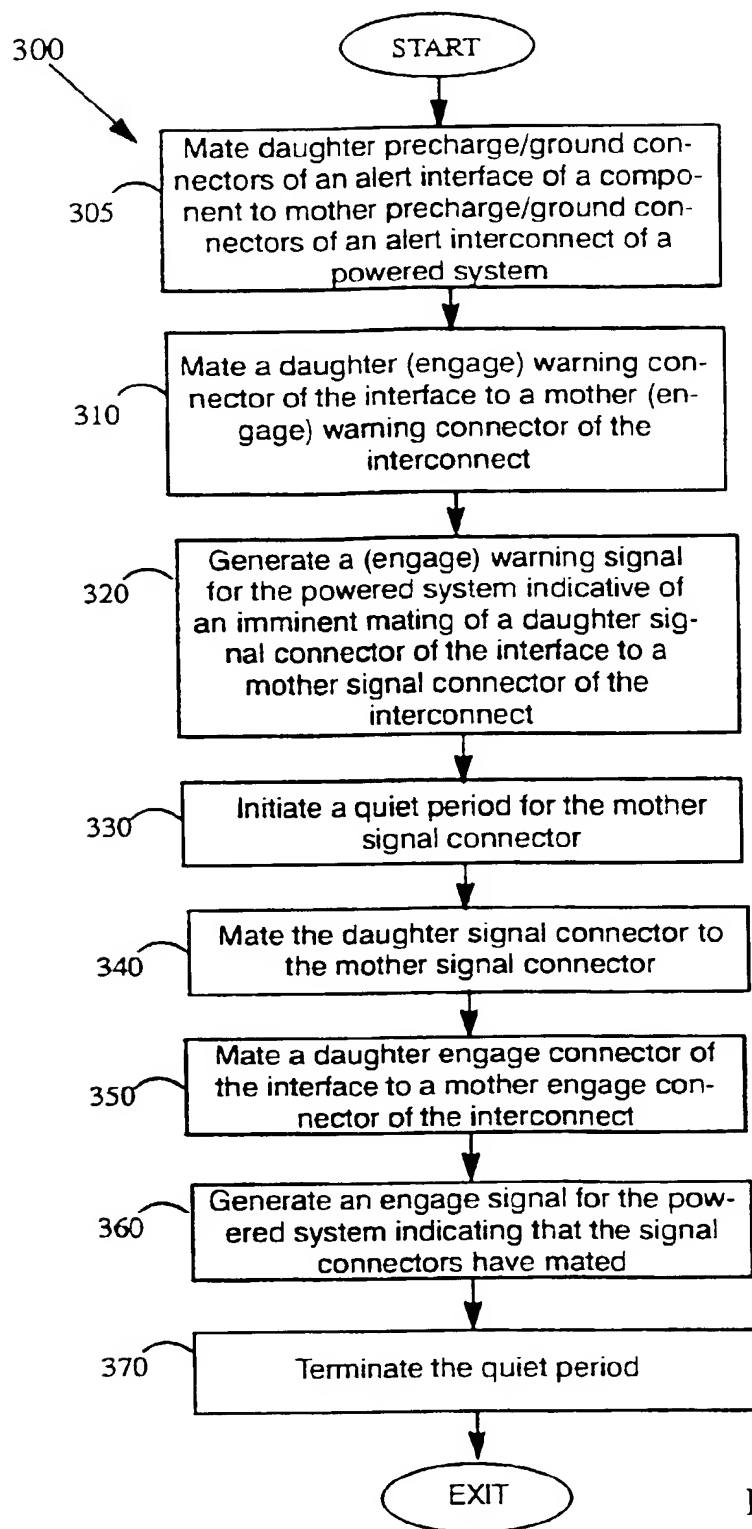 START
300
Mate daughter precharge/ground con-
nectors of an alert interface of a compo-
nent to mother precharge/ground con-
nectors of an alert interconnect of a
powered system
305
Mate a daughter (engage) warning con-
nector of the interface to a mother (en-
gage) warning connector of the
interconnect
310
Generate a (engage) warning signal
for the powered system indicative of
an imminent mating of a daughter sig-
nal connector of the interface to a
mother signal connector of the
interconnect
320
Initiate a quiet period for the mother
signal connector
330
Mate the daughter signal connector to
the mother signal connector
340
Mate a daughter engage connector of
the interface to a mother engage con-
nector of the interconnect
350
Generate an engage signal for the pow-
ered system indicating that the signal
connectors have mated
360
Terminate the quiet period
370
EXIT